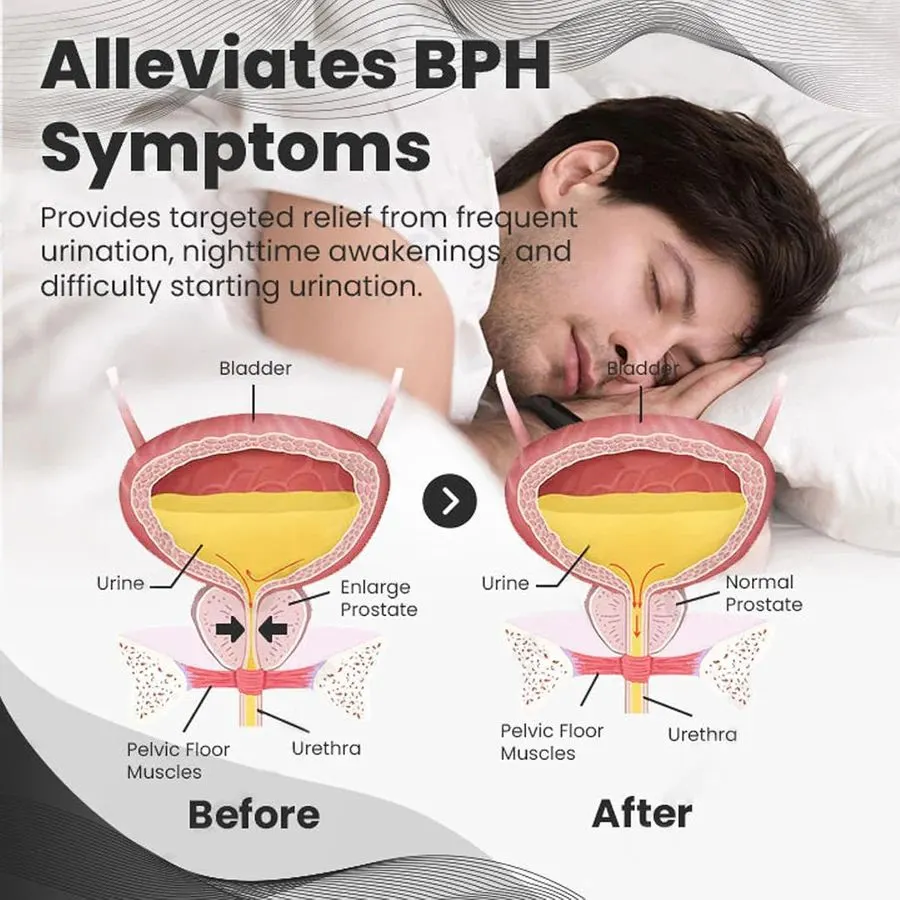 Alleviates BPH
Symptoms
Provides targeted relief from frequent
urination, nighttime awakenings, and
difficulty starting urination.
Bladder
Urine
Enlarge
Prostate
Pelvic Floor
Muscles
Urethra
Before
Bladder
Urine
Normal
Prostate
Pelvic Floor
Muscles
Urethra
After